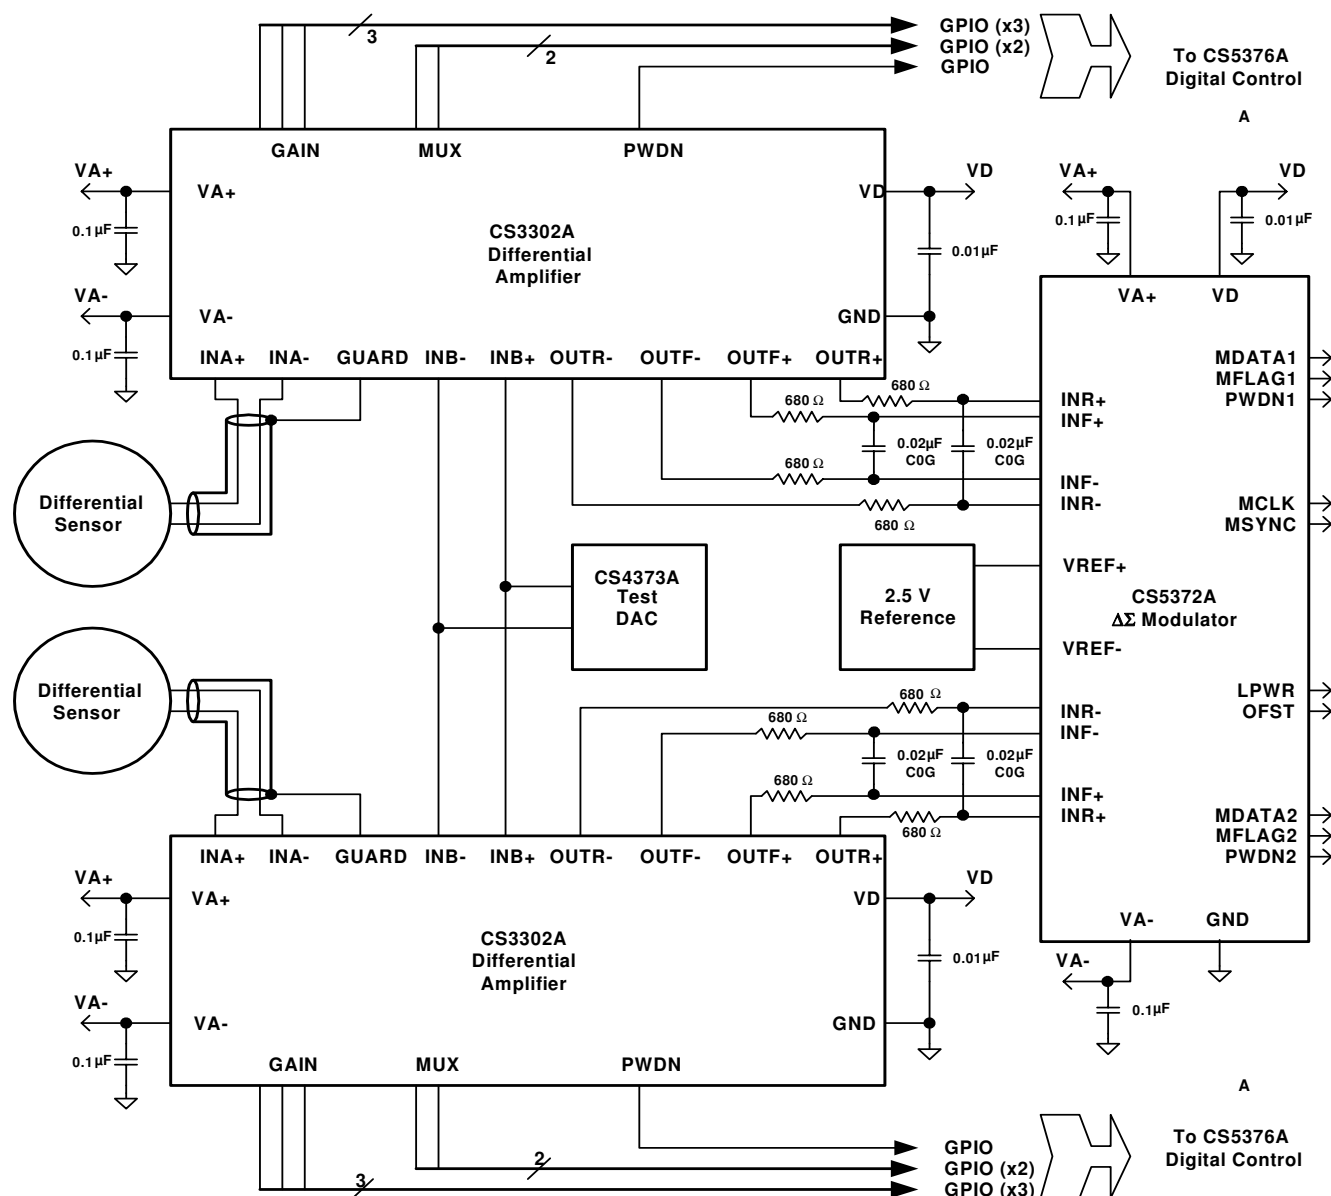 GPIO (x3)
3
GPIO (x2)
2
GPIO
To CS5376A
Digital Control
A
GAIN
MUX
PWDN
VA+
VA+
VD
VD
VA+
VD
0.1µF
CS3302A
Differential
Amplifier
0.01µF
0.1µF
0.01µF
VA-
VA-
GND
VA+
VD
0.1µF
INA+
INA-
GUARD
INB-
INB+
OUTR-
OUTF-
OUTF+
OUTR+
MDATA1
MFLAG1
PWDN1
680 Ω
680 Ω
INR+
INF+
0.02µF
C0G
0.02µF
C0G
680 Ω
INF-
INR-
680 Ω
MCLK
MSYNC
Differential
Sensor
CS4373A
Test
DAC
2.5 V
Reference
VREF+
CS5372A
ΔΣ Modulator
VREF-
Differential
Sensor
LPWR
OFST
680 Ω
INR-
680 Ω
INF-
0.02µF
C0G
0.02µF
C0G
680 Ω
INF+
INR+
680 Ω
MDATA2
MFLAG2
PWDN2
INA+
INA-
GUARD
INB-
INB+
OUTR-
OUTF-
OUTF+
OUTR+
VA+
VA+
VD
VD
0.1µF
CS3302A
Differential
Amplifier
0.01µF
VA-
GND
VA-
0.1µF
VA-
VA-
GND
0.1µF
GAIN
MUX
PWDN
A
GPIO
2
GPIO (x2)
3
GPIO (x3)
To CS5376A
Digital Control